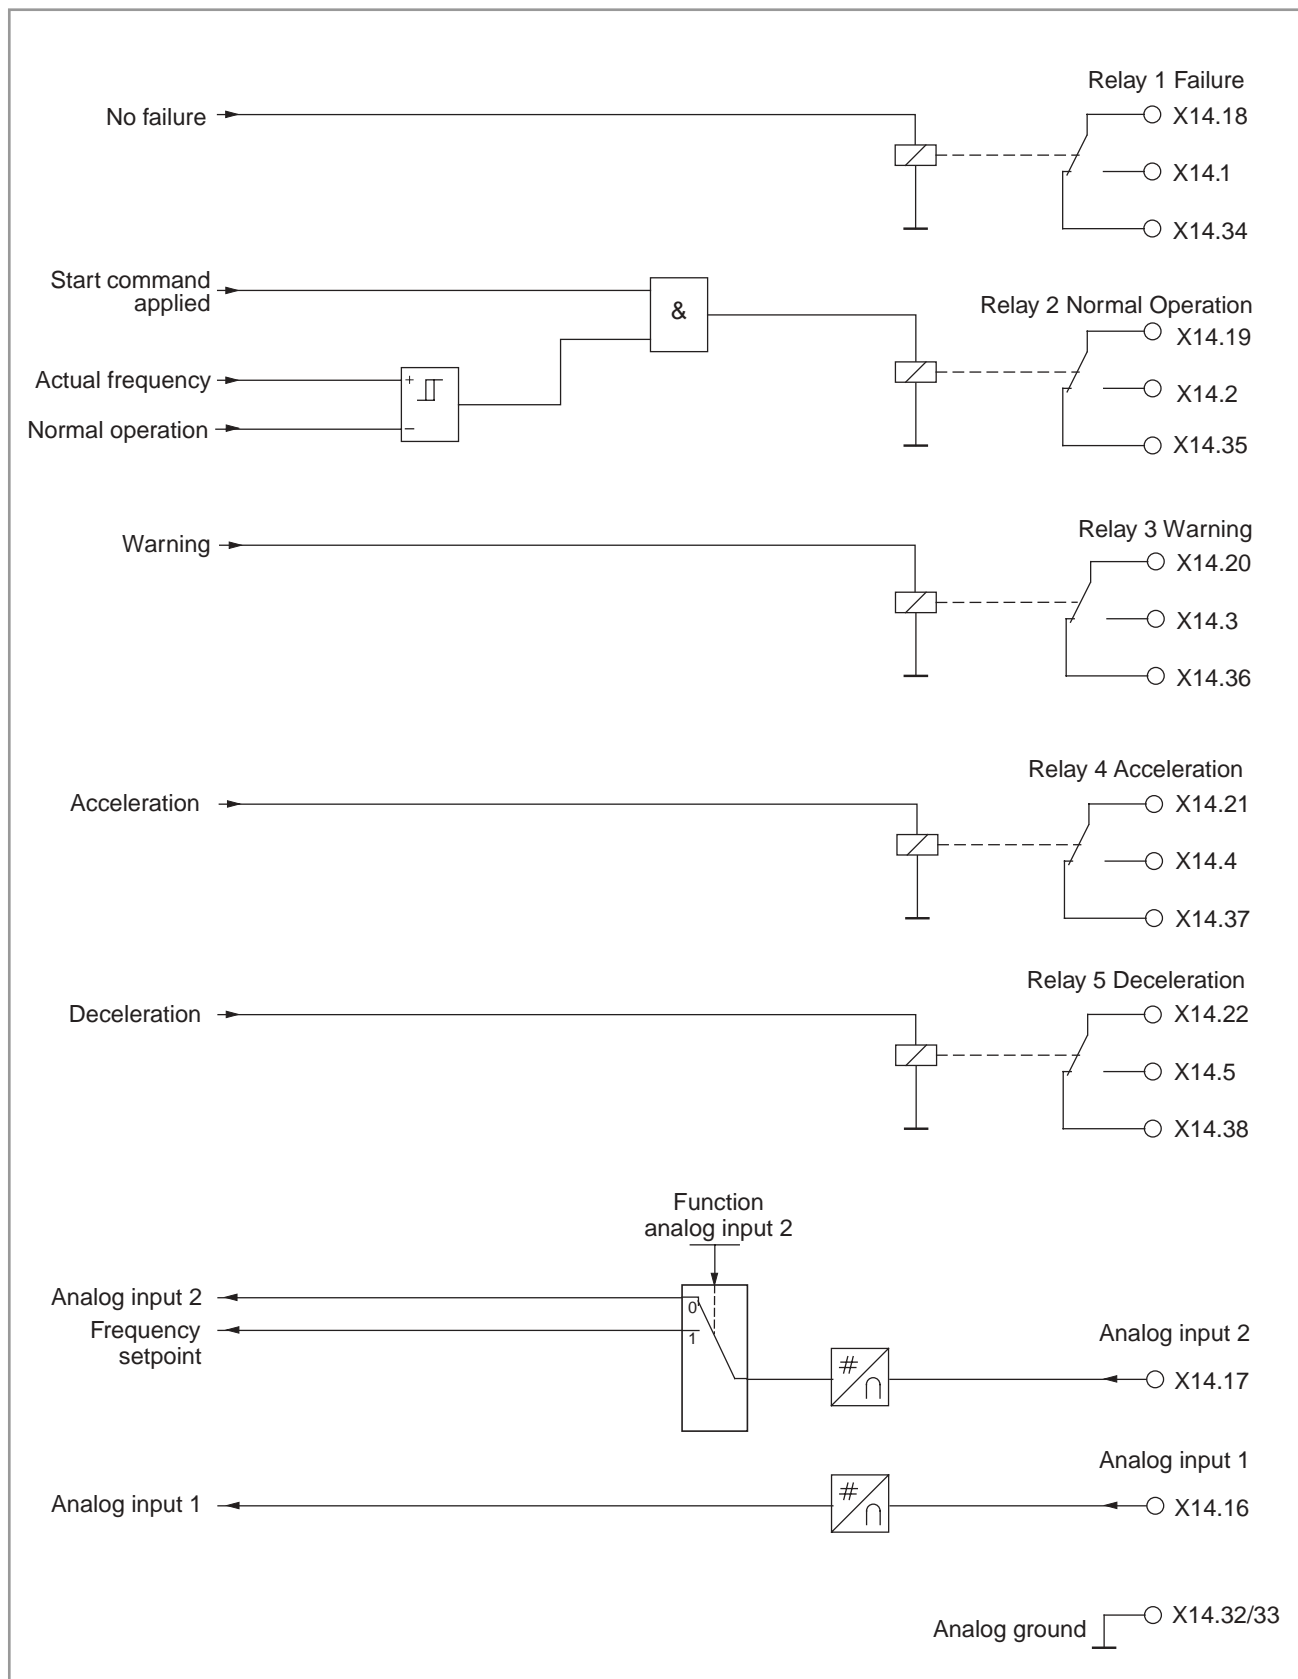 Relay 1 Failure
No failure
X14.18
X14.1
X14.34
Start command
applied
&
Relay 2 Normal Operation
X14.19
Actual frequency
+
X14.2
Normal operation
–
X14.35
Relay 3 Warning
Warning
X14.20
X14.3
X14.36
Relay 4 Acceleration
Acceleration
X14.21
X14.4
X14.37
Relay 5 Deceleration
Deceleration
X14.22
X14.5
X14.38
Function
analog input 2
Analog input 2
0
Frequency
setpoint
1
Analog input 2
#
∩
X14.17
Analog input 1
Analog input 1
#
∩
X14.16
Analog ground
X14.32/33